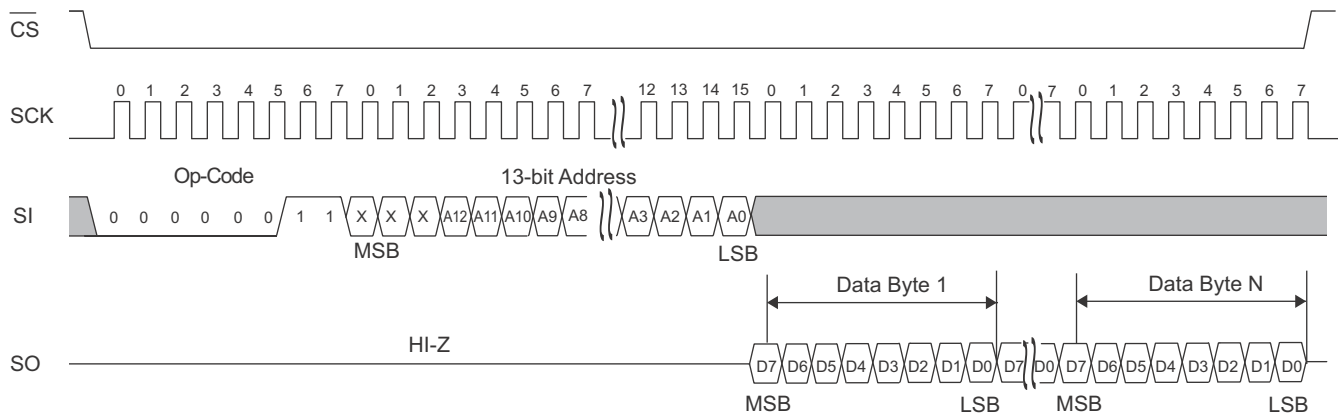 CS
0 1 2 3 4 5 6 7 0 1 2 3 4 5 6 7 12 13 14 15 0 1 2 3 4 5 6 7 0 7 0 1 2 3 4 5 6 7
SCK
Op-Code 13-bit Address
SI 0 0 0 0 0 0 1 1 X X X A12 A11 A10 A9 A8 A3 A2 A1 A0
MSB LSB
Data Byte 1 Data Byte N
HI-Z
SO D7 D6 D5 D4 D3 D2 D1 D0 D7 D0 D7 D6 D5 D4 D3 D2 D1 D0
MSB LSB MSB LSB